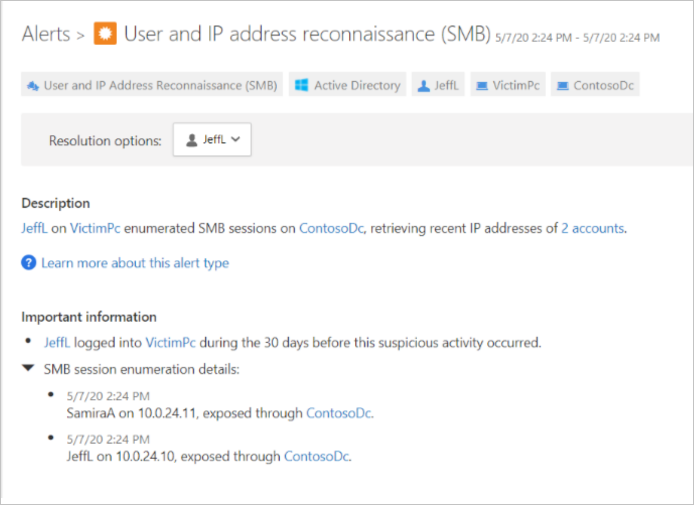 Alerts > User and IP address reconnaissance (SMB) 5/7/20 2:24 PM - 5/7/20 2:24 PM
User and IP Address Reconnaissance (SMB) Active Directory JeffL VictimPc ContosoDc
Resolution options: JeffL
Description
JeffL on VictimPc enumerated SMB sessions on ContosoDc, retrieving recent IP addresses of 2 accounts.
? Learn more about this alert type
Important information
• JeffL logged into VictimPc during the 30 days before this suspicious activity occurred.
SMB session enumeration details:
• 5/7/20 2:24 PM
SamiraA on 10.0.24.11, exposed through ContosoDc.
• 5/7/20 2:24 PM
JeffL on 10.0.24.10, exposed through ContosoDc.